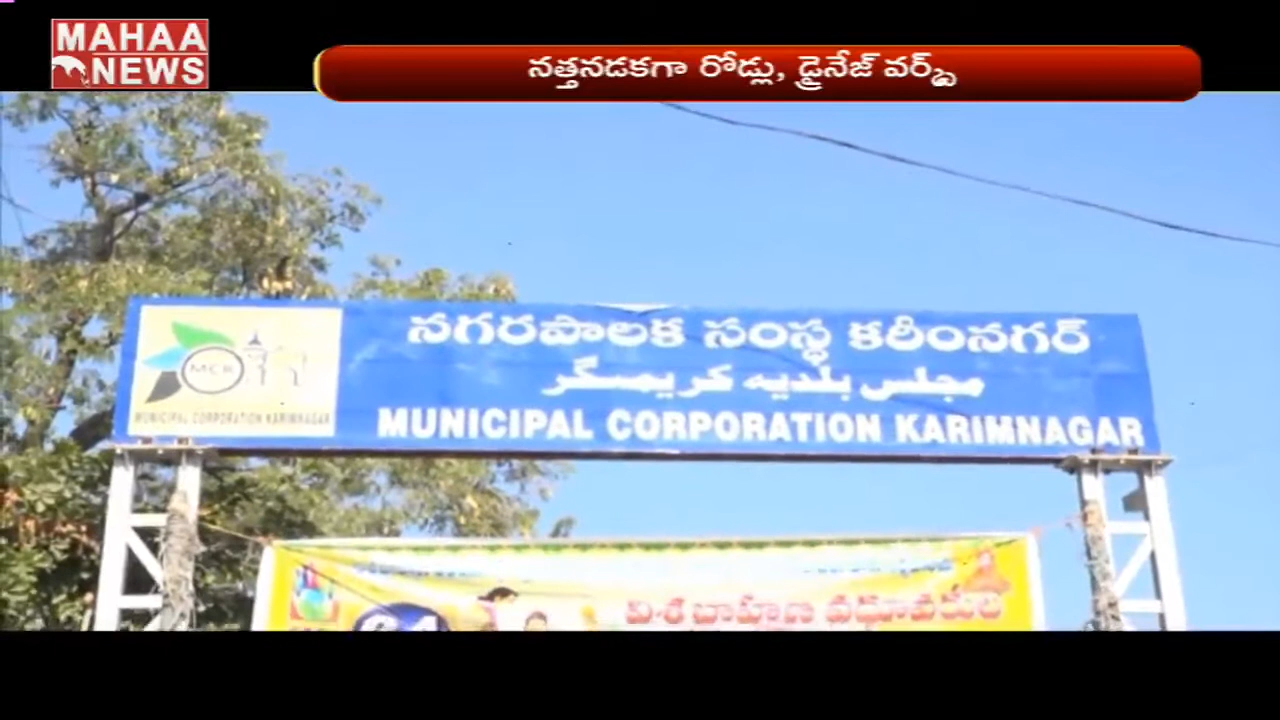 MAHAA
NEWS
నత్తనడకగా రోడ్లు, డ్రైనేజ్ వర్క్స్
నగరపాలక సంస్థ కరీంనగర్
مجلس بلدیہ کریمنگر
MUNICIPAL CORPORATION KARIMNAGAR
MCK
MUNICIPAL CORPORATION KARIMNAGAR